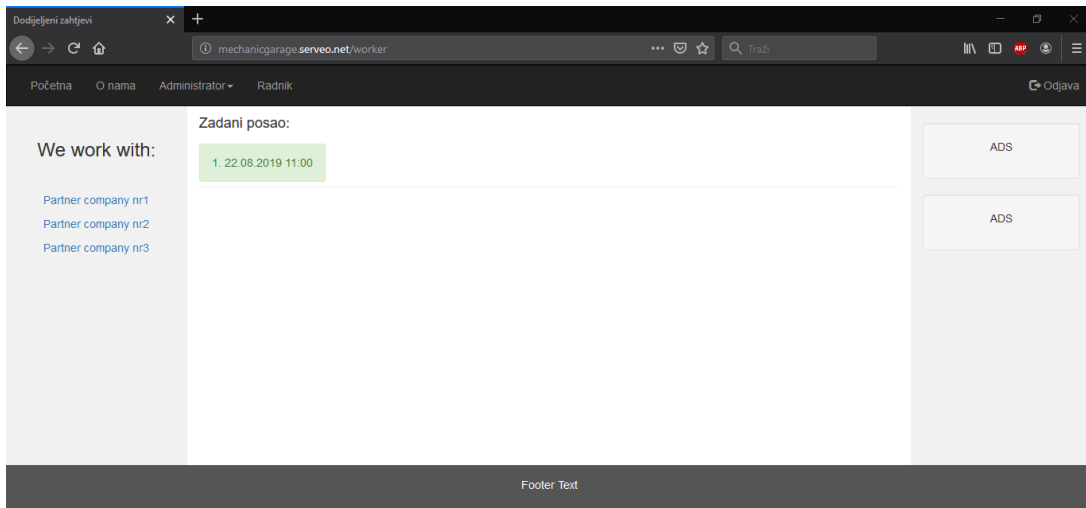 Dodijeljeni zahtjevi
mechanicgarage.serveo.net/worker
Traži
ABP
Početna O nama Administrator Radnik Odjava
We work with:
Partner company nr1
Partner company nr2
Partner company nr3
Zadani posao:
1. 22.08.2019 11:00
ADS
ADS
Footer Text